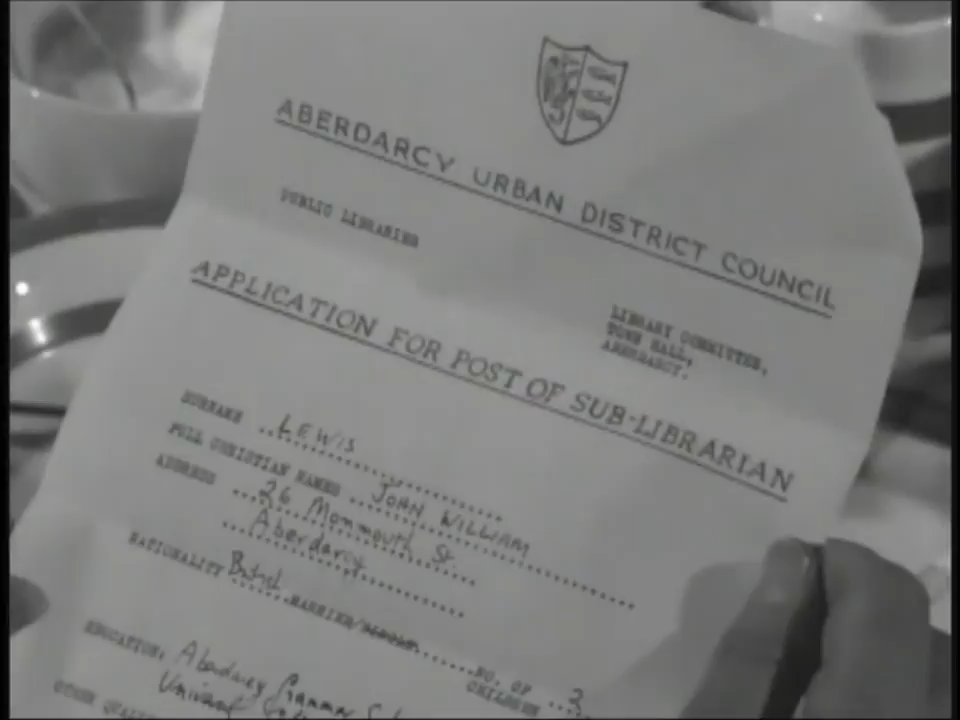 ABERDARCY URBAN DISTRICT COUNCIL
PUBLIC LIBRARIES
LIBRARY COMMITTEE,
TOWN HALL,
ABERDARCY.
APPLICATION FOR POST OF SUB-LIBRARIAN
SURNAME LEWIS
FULL CHRISTIAN NAMES JOHN WILLIAM
ADDRESS 26 Monmouth St.
Aberdarcy
NATIONALITY British MARRIED/SINGLE
NO. OF CHILDREN 2
EDUCATION. Aberdarcy Grammar